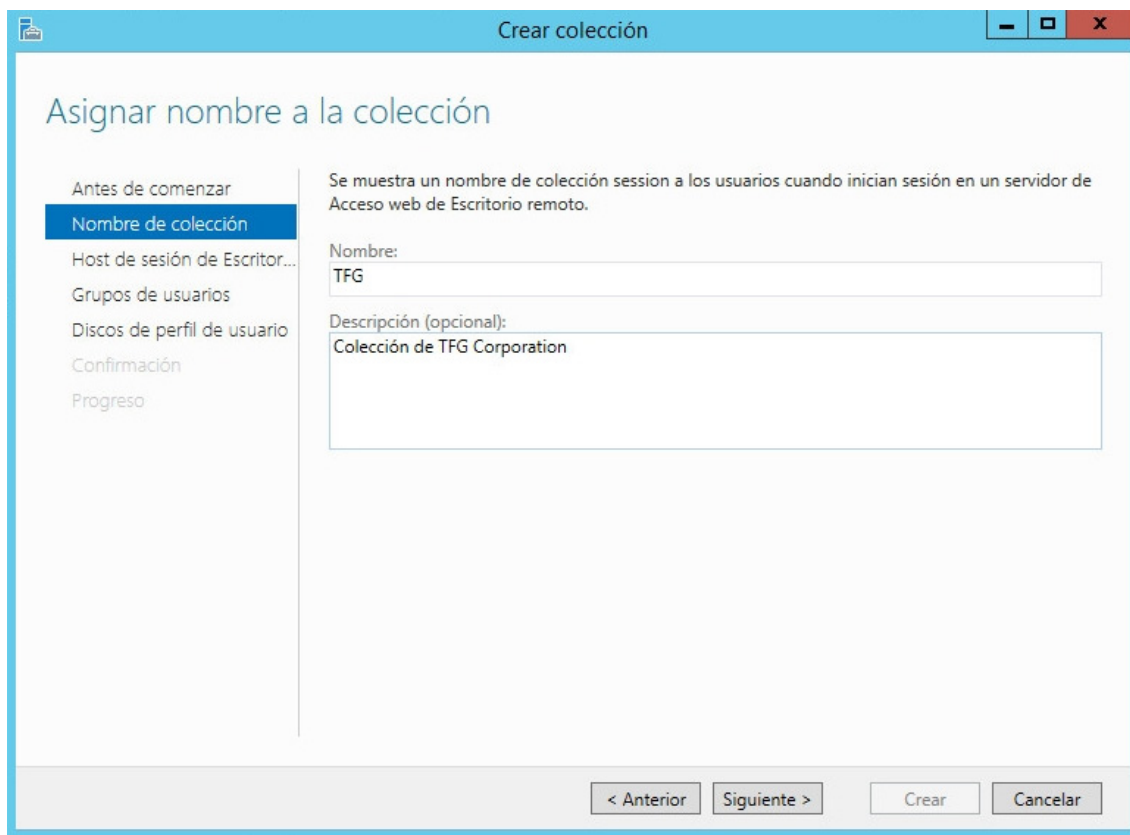 Crear colección
Asignar nombre a la colección
Antes de comenzar
Nombre de colección
Host de sesión de Escritor...
Grupos de usuarios
Discos de perfil de usuario
Confirmación
Progreso
Se muestra un nombre de colección session a los usuarios cuando inician sesión en un servidor de
Acceso web de Escritorio remoto.
Nombre:
TFG
Descripción (opcional):
Colección de TFG Corporation
< Anterior
Siguiente >
Crear
Cancelar